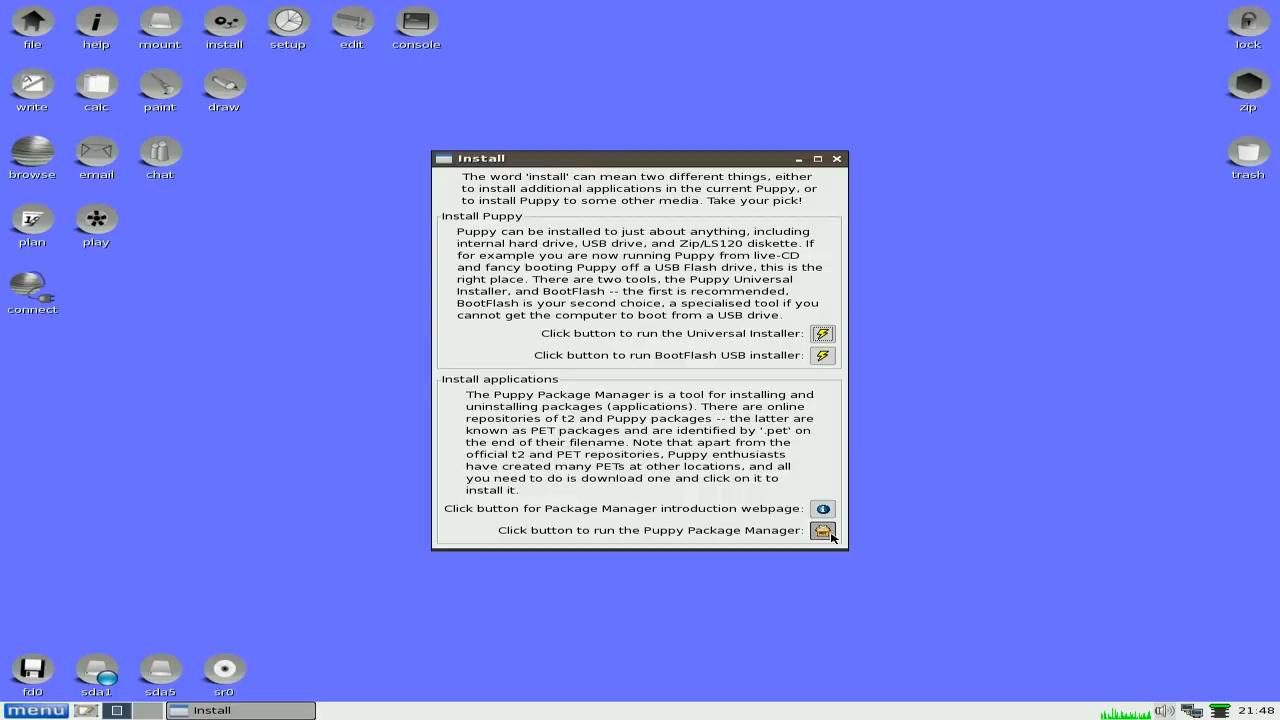 file help mount install setup edit console lock
write calc paint draw zip
browse email chat trash
plan play
connect
Install
The word 'install' can mean two different things, either
to install additional applications in the current Puppy, or
to install Puppy to some other media. Take your pick!
Install Puppy
Puppy can be installed to just about anything, including
internal hard drive, USB drive, and Zip/LS120 diskette. If
for example you are now running Puppy from live-CD
and fancy booting Puppy off a USB Flash drive, this is the
right place. There are two tools, the Puppy Universal
Installer, and BootFlash -- the first is recommended,
BootFlash is your second choice, a specialised tool if you
cannot get the computer to boot from a USB drive.
Click button to run the Universal Installer:
Click button to run BootFlash USB installer:
Install applications
The Puppy Package Manager is a tool for installing and
uninstalling packages (applications). There are online
repositories of t2 and Puppy packages -- the latter are
known as PET packages and are identified by '.pet' on
the end of their filename. Note that apart from the
official t2 and PET repositories, Puppy enthusiasts
have created many PETs at other locations, and all
you need to do is download one and click on it to
install it.
Click button for Package Manager introduction webpage:
Click button to run the Puppy Package Manager:
fd0 sda1 sda5 sr0
menu Install 21:48